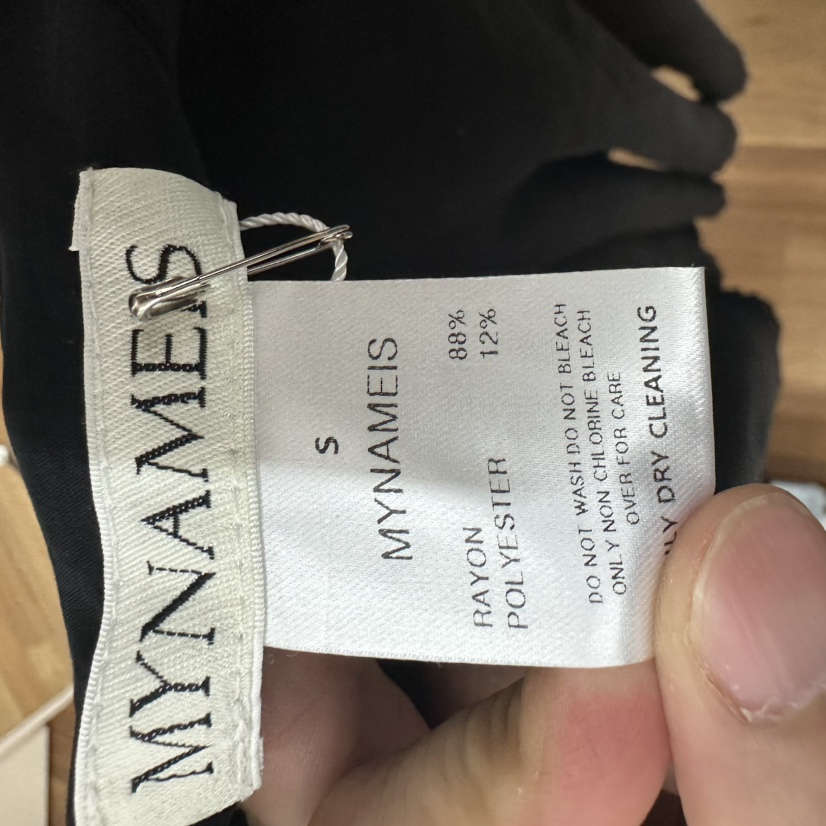 MYNAMEIS
S
MYNAMEIS
RAYON 88%
POLYESTER 12%
DO NOT WASH DO NOT BLEACH
ONLY NON CHLORINE BLEACH
OVER FOR CARE
DRY CLEANING